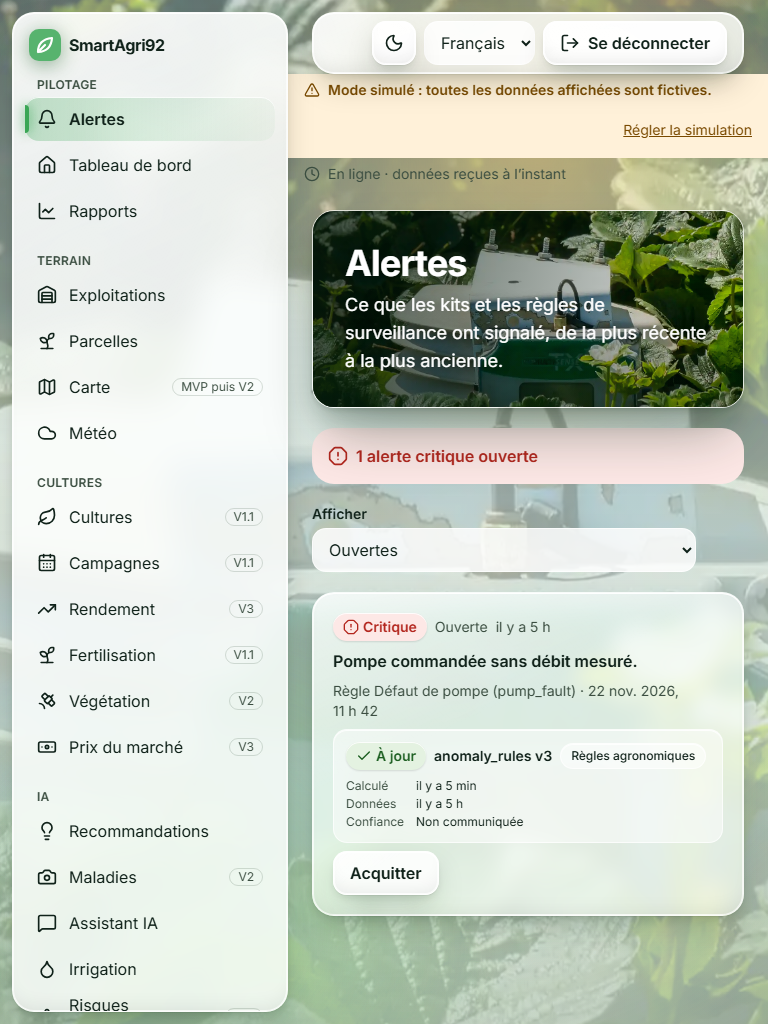 SmartAgri92
PILOTAGE
Alertes
Tableau de bord
Rapports
TERRAIN
Exploitations
Parcelles
Carte MVP puis V2
Météo
CULTURES
Cultures V1.1
Campagnes V1.1
Rendement V3
Fertilisation V1.1
Végétation V2
Prix du marché V3
IA
Recommandations
Maladies V2
Assistant IA
Irrigation
Risques
Français
Se déconnecter
Mode simulé : toutes les données affichées sont fictives.
Régler la simulation
En ligne · données reçues à l'instant
Alertes
Ce que les kits et les règles de
surveillance ont signalé, de la plus récente
à la plus ancienne.
1 alerte critique ouverte
Afficher
Ouvertes
Critique Ouverte il y a 5 h
Pompe commandée sans débit mesuré.
Règle Défaut de pompe (pump_fault) · 22 nov. 2026,
11 h 42
À jour anomaly_rules v3 Règles agronomiques
Calculé il y a 5 min
Données il y a 5 h
Confiance Non communiquée
Acquitter